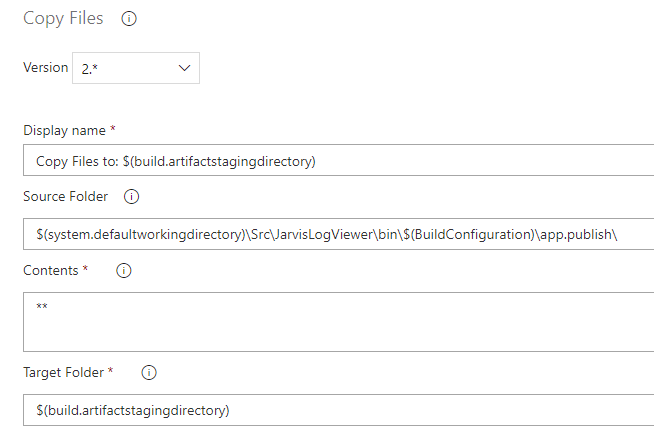 Copy Files
Version 2.*
Display name *
Copy Files to: $(build.artifactstagingdirectory)
Source Folder
$(system.defaultworkingdirectory)\Src\JarvisLogViewer\bin\$(BuildConfiguration)\app.publish\
Contents *
**
Target Folder *
$(build.artifactstagingdirectory)